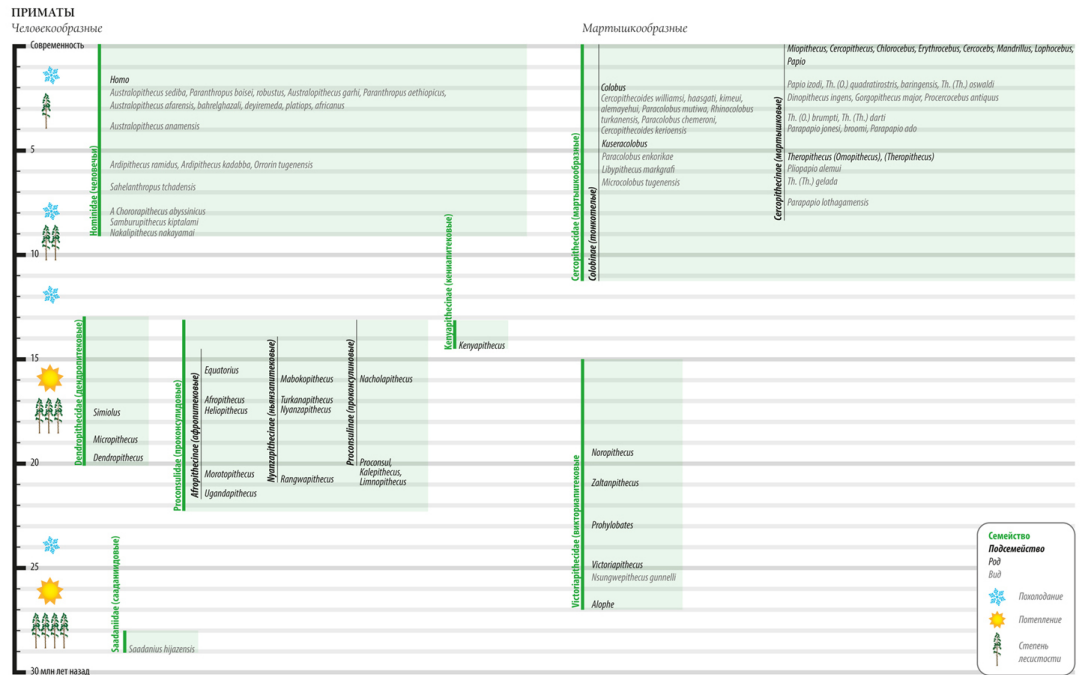 ПРИМАТЫ
Человекообразные
Мартышкообразные
Современность
5
10
15
20
25
30 млн лет назад
Hominidae (человечьи)
Homo
Australopithecus sediba, Paranthropus boisei, robustus, Australopithecus garhi, Paranthropus aethiopicus,
Australopithecus afarensis, bahrelghazali, deyiremeda, platiops, africanus
Australopithecus anamensis
Ardipithecus ramidus, Ardipithecus kadabba, Orrorin tugenensis
Sahelanthropus tchadensis
A Chororapithecus abyssinicus
Samburupithecus kiptalami
Nakalipithecus nakayamai
Kenyapithecinae (кениапитековые)
Kenyapithecus
Dendropithecidae (дендропитековые)
Simiolus
Micropithecus
Dendropithecus
Proconsulidae (проконсулидовые)
Afropithecinae (афропитековые)
Equatorius
Afropithecus
Heliopithecus
Morotopithecus
Ugandapithecus
Nyanzapithecinae (ньянзапитековые)
Mabokopithecus
Turkanapithecus
Nyanzapithecus
Rangwapithecus
Proconsulinae (проконсулиновые)
Nacholapithecus
Proconsul,
Kalepithecus,
Limnopithecus
Saadaniidae (сааданиидовые)
Saadanius hijazensis
Cercopithecidae (мартышкообразные)
Colobinae (тонкотелые)
Colobus
Cercopithecoides williamsi, haasgati, kimeui,
alemayehui, Paracolobus mutiwa, Rhinocolobus
turkanensis, Paracolobus chemeroni,
Cercopithecoides kerioensis
Kuseracolobus
Paracolobus enkorikae
Libypithecus markgrafi
Microcolobus tugenensis
Cercopithecinae (мартышковые)
Miopithecus, Cercopithecus, Chlorocebus, Erythrocebus, Cercocebs, Mandrillus, Lophocebus,
Papio
Papio izodi, Th. (O.) quadratirostris, baringensis, Th. (Th.) oswaldi
Dinopithecus ingens, Gorgopithecus major, Procercocebus antiquus
Th. (O.) brumpti, Th. (Th.) darti
Parapapio jonesi, broomi, Parapapio ado
Theropithecus (Omopithecus), (Theropithecus)
Pliopapio alemui
Th. (Th.) gelada
Parapapio lothagamensis
Victoriapithecidae (викториапитековые
Noropithecus
Zaltanpithecus
Prohylobates
Victoriapithecus
Nsungwepithecus gunnelli
Alophe
Семейство
Подсемейство
Род
Вид
Похолодание
Потепление
Степень
лесистости